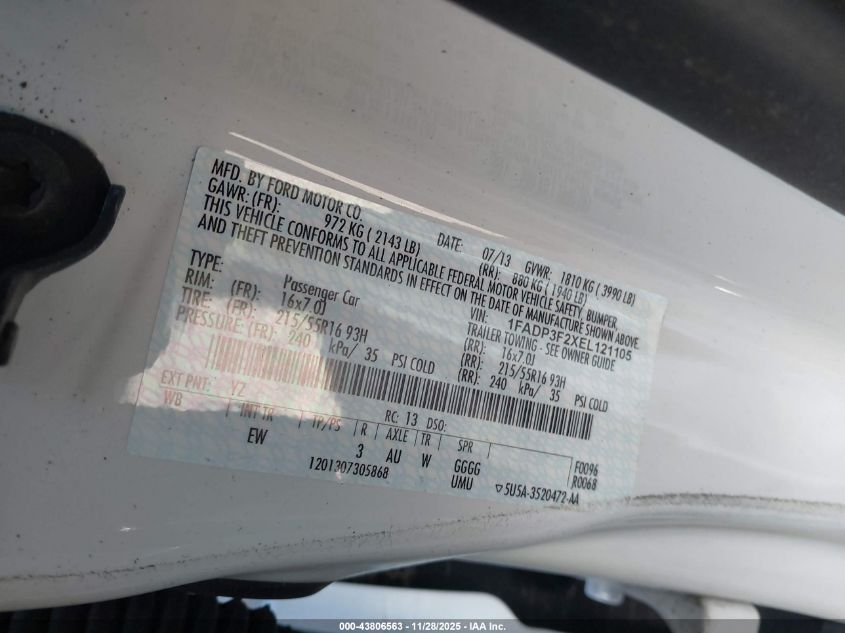 MFD. BY FORD MOTOR CO.
DATE: 07/13 GVWR: 1810 KG ( 3990 LB)
GAWR: (FR): 972 KG ( 2143 LB) (RR): 880 KG ( 1940 LB)
THIS VEHICLE CONFORMS TO ALL APPLICABLE FEDERAL MOTOR VEHICLE SAFETY, BUMPER,
AND THEFT PREVENTION STANDARDS IN EFFECT ON THE DATE OF MANUFACTURE SHOWN ABOVE.
VIN: 1FADP3F2XEL121105
TYPE: Passenger Car TRAILER TOWING - SEE OWNER GUIDE
RIM: (FR): 16x7.0J (RR): 16x7.0J
TIRE: (FR): 215/55R16 93H (RR): 215/55R16 93H
PRESSURE: (FR): 240 kPa/ 35 PSI COLD (RR): 240 kPa/ 35 PSI COLD
EXT PNT: YZ RC: 13 DSO:
WB INT TR TP/PS R AXLE TR SPR
EW 3 AU W GGGG F0096
1201307305868 UMU R0068
▽5U5A-3520472-AA
000-43806563 | 11/28/2025 | IAA Inc.